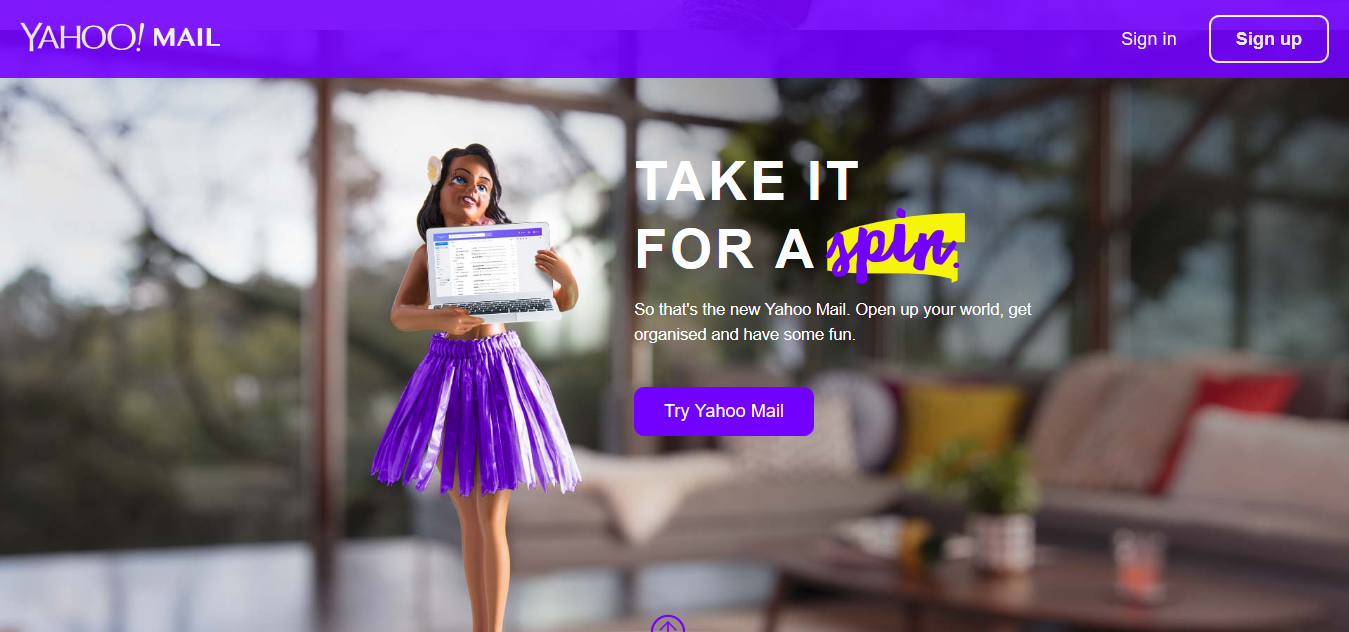 YAHOO! MAIL
Sign in
Sign up
TAKE IT
FOR A spin.
So that's the new Yahoo Mail. Open up your world, get
organised and have some fun.
Try Yahoo Mail